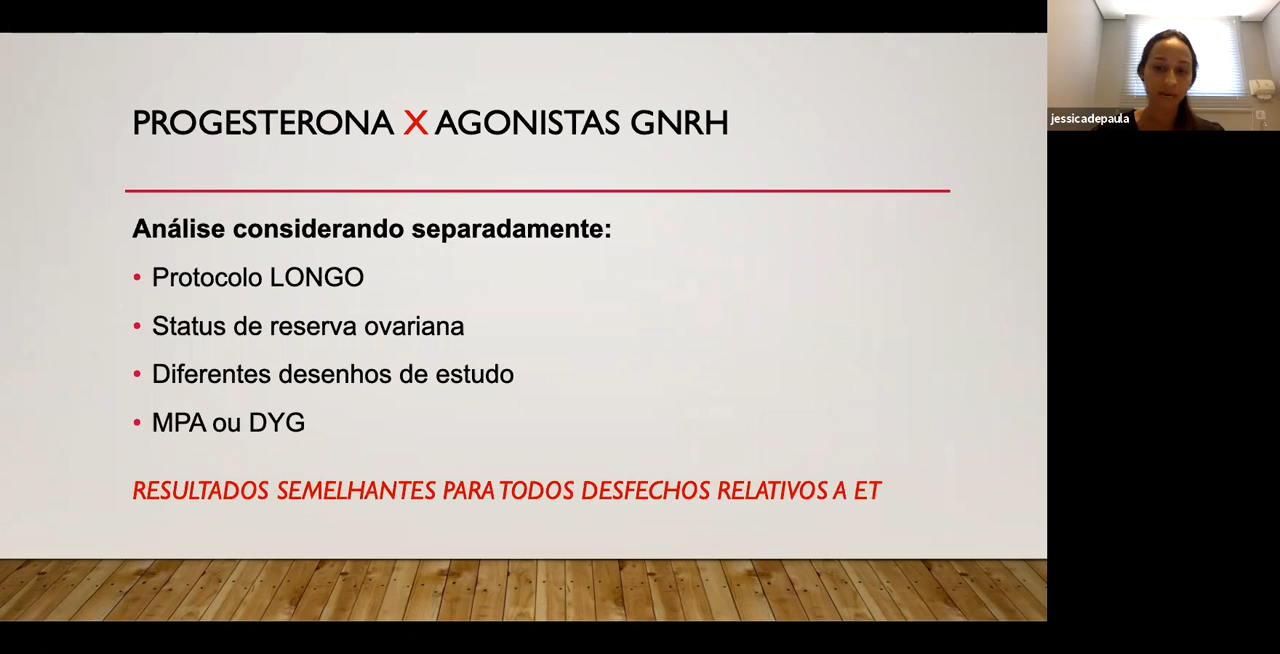 PROGESTERONA X AGONISTAS GNRH
Análise considerando separadamente:
• Protocolo LONGO
• Status de reserva ovariana
• Diferentes desenhos de estudo
• MPA ou DYG
RESULTADOS SEMELHANTES PARA TODOS DESFECHOS RELATIVOS A ET
jessicadepaula